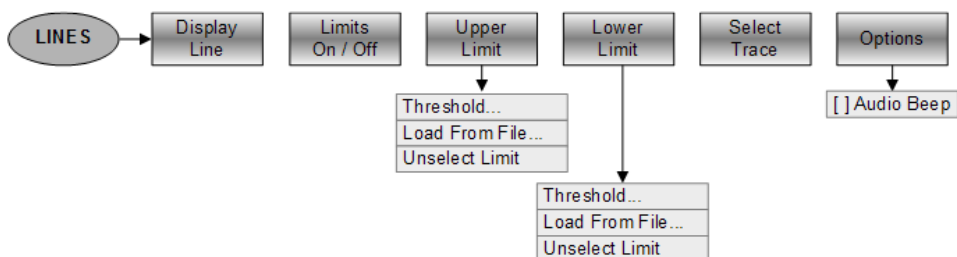 LINES
Display
Line
Limits
On / Off
Upper
Limit
Lower
Limit
Select
Trace
Options
Threshold...
Load From File...
Unselect Limit
Threshold...
Load From File...
Unselect Limit
[ ] Audio Beep